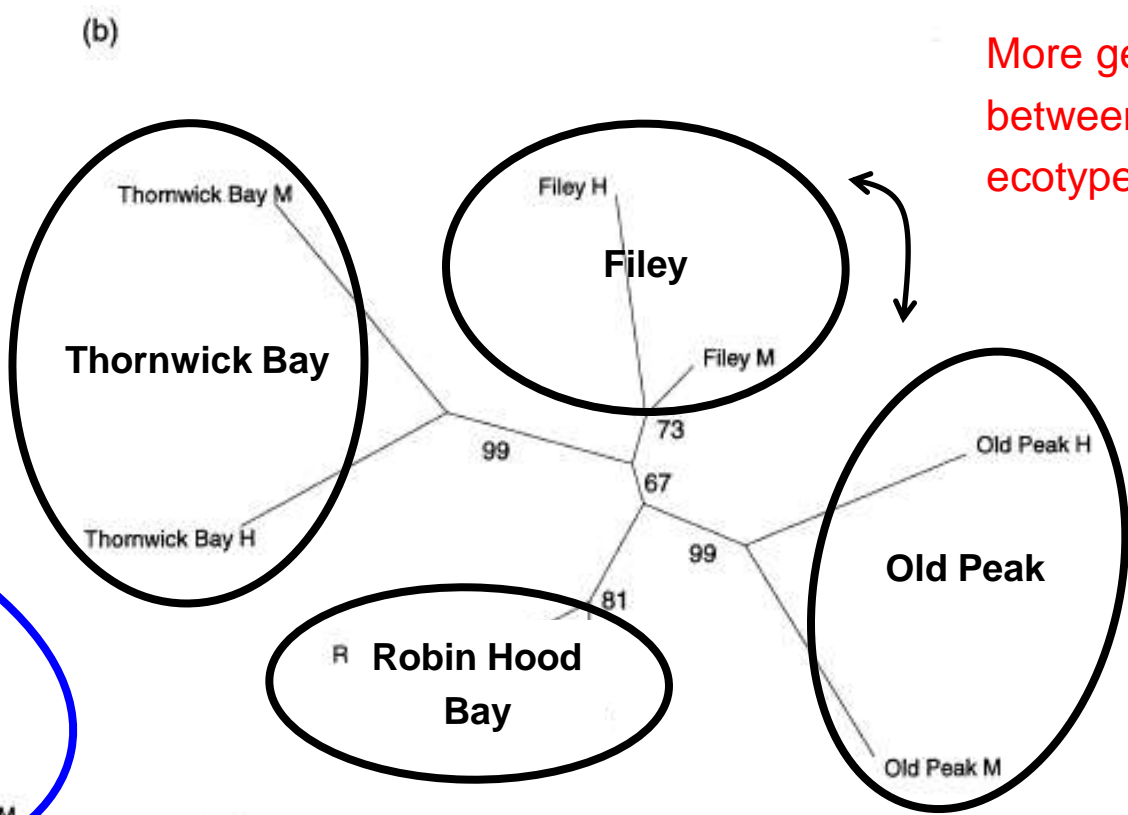 (b)
More ge
between
ecotype
Thornwick Bay M
Filey H
Filey
Thornwick Bay
Filey M
73
99
67
Old Peak H
99
Thornwick Bay H
Old Peak
81
R Robin Hood
Bay
Old Peak M
M